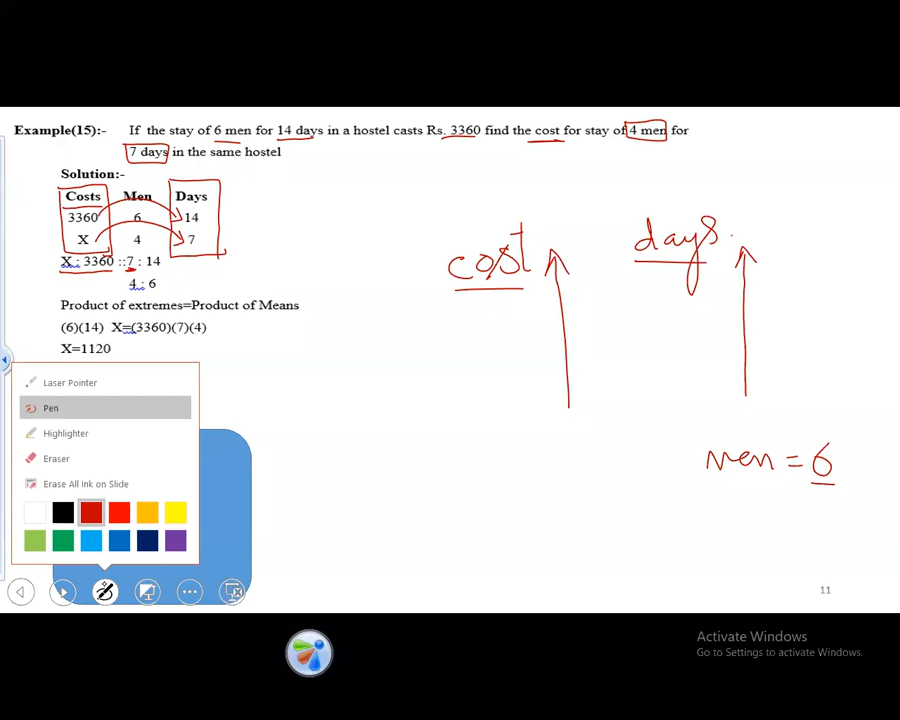 Example(15):- If the stay of 6 men for 14 days in a hostel casts Rs. 3360 find the cost for stay of 4 men for
7 days in the same hostel
Solution:-
Costs Men Days
3360 6 14
X 4 7
X : 3360 ::7 : 14
4 : 6
Product of extremes=Product of Means
(6)(14) X=(3360)(7)(4)
X=1120
cost
days
men = 6
Laser Pointer
Pen
Highlighter
Eraser
Erase All Ink on Slide
11
Activate Windows
Go to Settings to activate Windows.